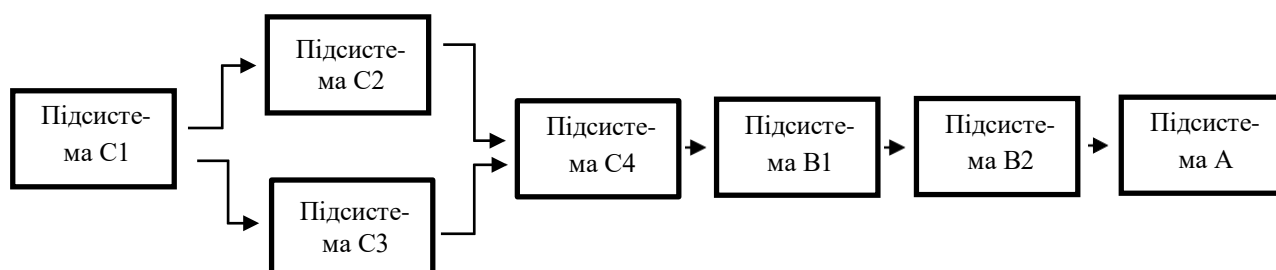 Підсисте-
ма С1
Підсисте-
ма С2
Підсисте-
ма С3
Підсисте-
ма С4
Підсисте-
ма В1
Підсисте-
ма В2
Підсисте-
ма А